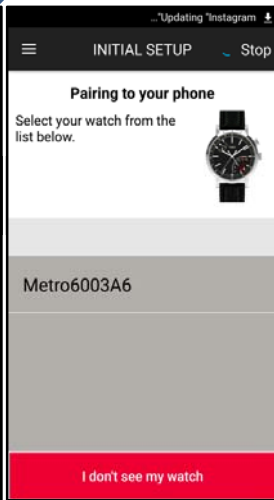 ..."Updating "Instagram
INITIAL SETUP Stop
Pairing to your phone
Select your watch from the
list below.
Metro6003A6
I don't see my watch